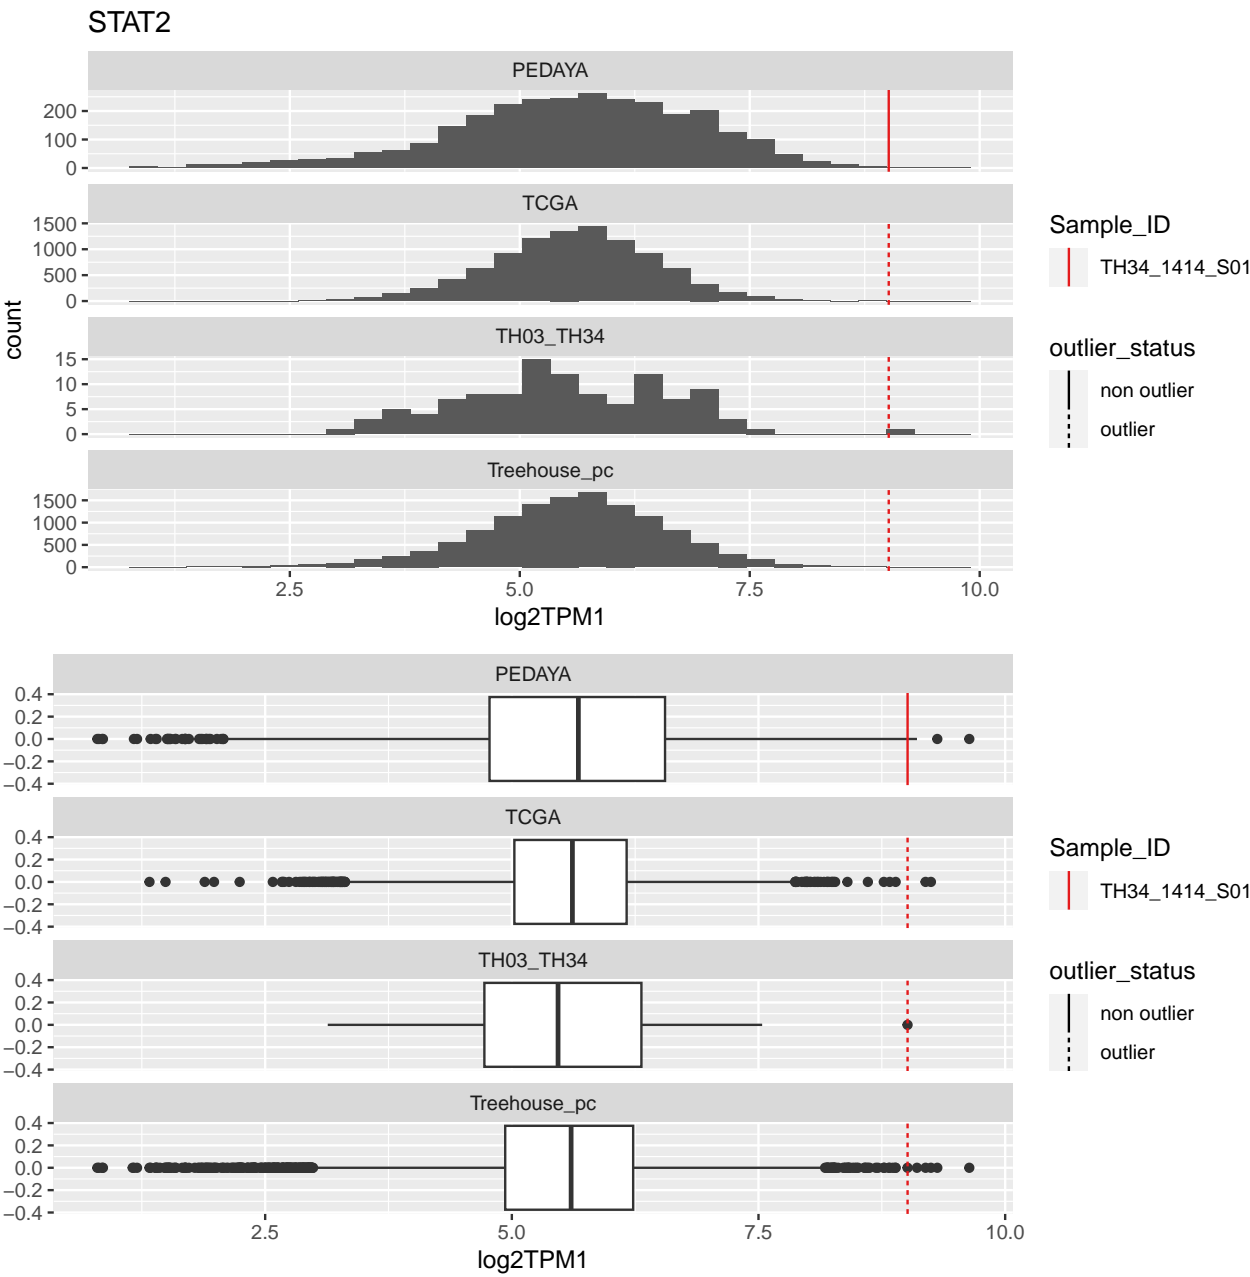 STAT2
PEDAYA
200
100
0
TCGA
1500
1000
500
0
TH03_TH34
15
10
5
0
Treehouse_pc
1500
1000
500
0
2.5 5.0 7.5 10.0
log2TPM1
count
Sample_ID
TH34_1414_S01
outlier_status
non outlier
outlier
PEDAYA
0.4
0.2
0.0
−0.2
−0.4
TCGA
0.4
0.2
0.0
−0.2
−0.4
TH03_TH34
0.4
0.2
0.0
−0.2
−0.4
Treehouse_pc
0.4
0.2
0.0
−0.2
−0.4
2.5 5.0 7.5 10.0
log2TPM1
Sample_ID
TH34_1414_S01
outlier_status
non outlier
outlier